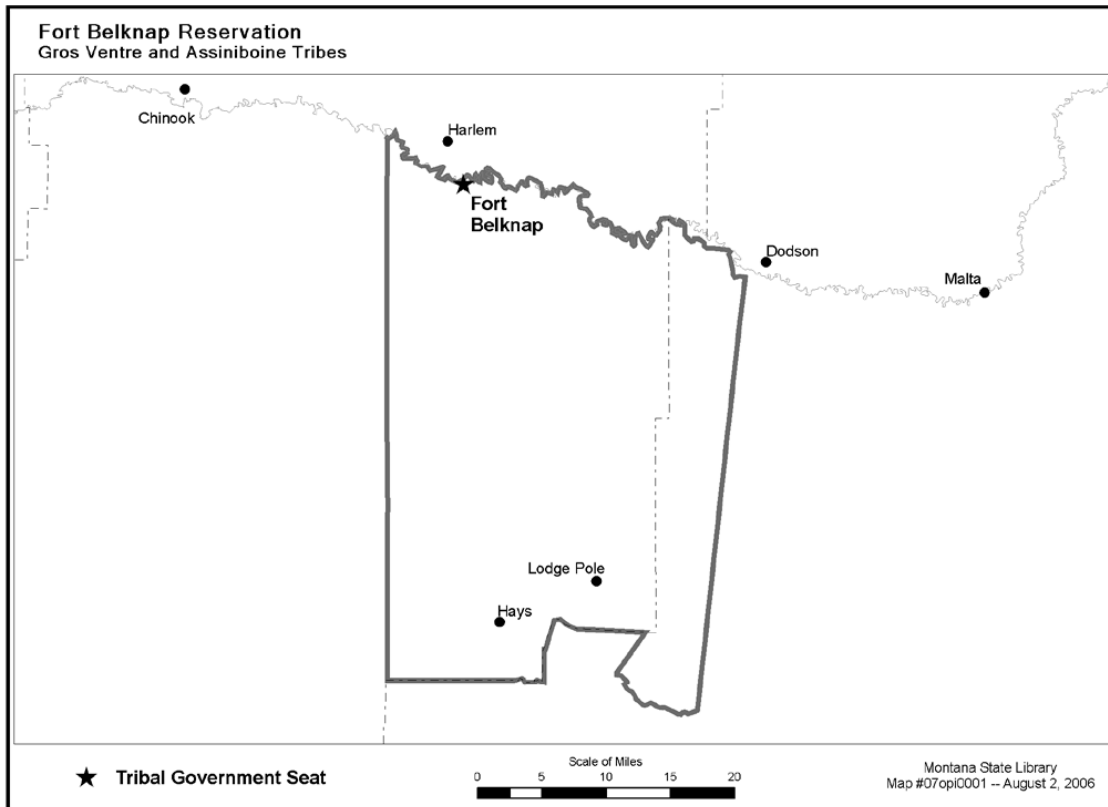 Fort Belknap Reservation
Gros Ventre and Assiniboine Tribes
Chinook
Harlem
Fort
Belknap
Dodson
Malta
Lodge Pole
Hays
Tribal Government Seat
Scale of Miles
0 5 10 15 20
Montana State Library
Map #07opi0001 -- August 2, 2006